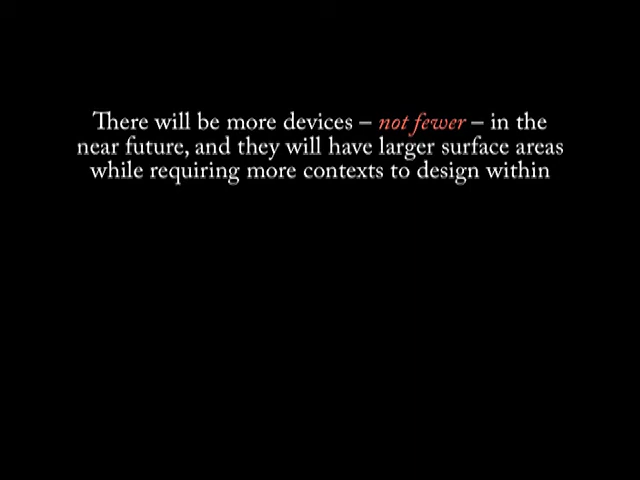 There will be more devices – not fewer – in the
near future, and they will have larger surface areas
while requiring more contexts to design within